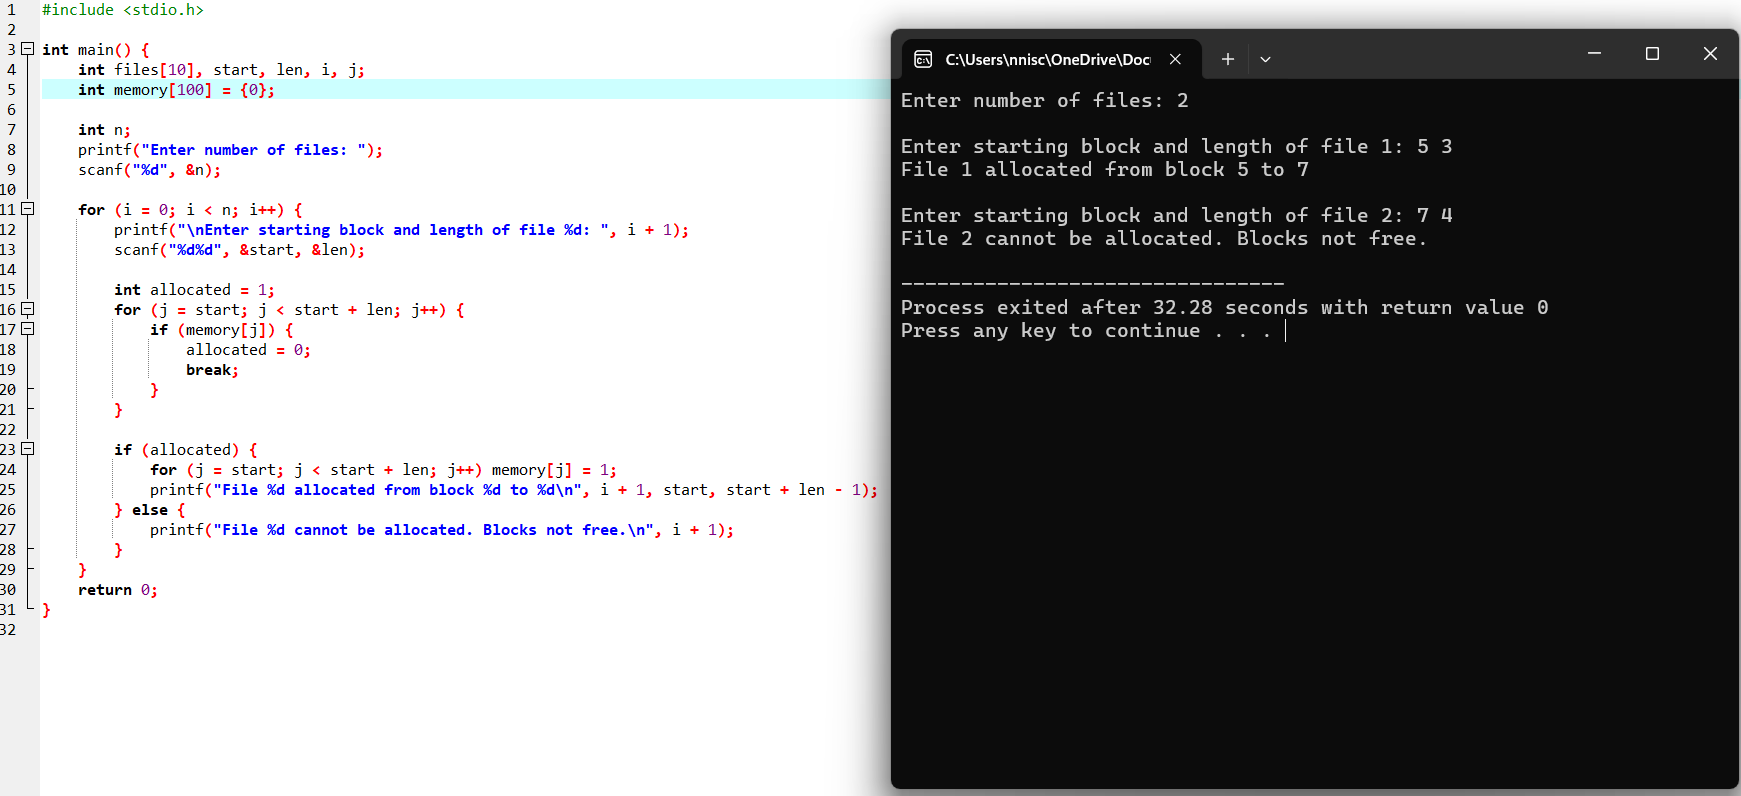 1 #include <stdio.h>
2
3 int main() {
4 int files[10], start, len, i, j;
5 int memory[100] = {0};
6
7 int n;
8 printf("Enter number of files: ");
9 scanf("%d", &n);
10
11 for (i = 0; i < n; i++) {
12 printf("\nEnter starting block and length of file %d: ", i + 1);
13 scanf("%d%d", &start, &len);
14
15 int allocated = 1;
16 for (j = start; j < start + len; j++) {
17 if (memory[j]) {
18 allocated = 0;
19 break;
20 }
21 }
22
23 if (allocated) {
24 for (j = start; j < start + len; j++) memory[j] = 1;
25 printf("File %d allocated from block %d to %d\n", i + 1, start, start + len - 1);
26 } else {
27 printf("File %d cannot be allocated. Blocks not free.\n", i + 1);
28 }
29 }
30 return 0;
31 }
32
C:\Users\nnisc\OneDrive\Doc
Enter number of files: 2
Enter starting block and length of file 1: 5 3
File 1 allocated from block 5 to 7
Enter starting block and length of file 2: 7 4
File 2 cannot be allocated. Blocks not free.
--------------------------------
Process exited after 32.28 seconds with return value 0
Press any key to continue . . .